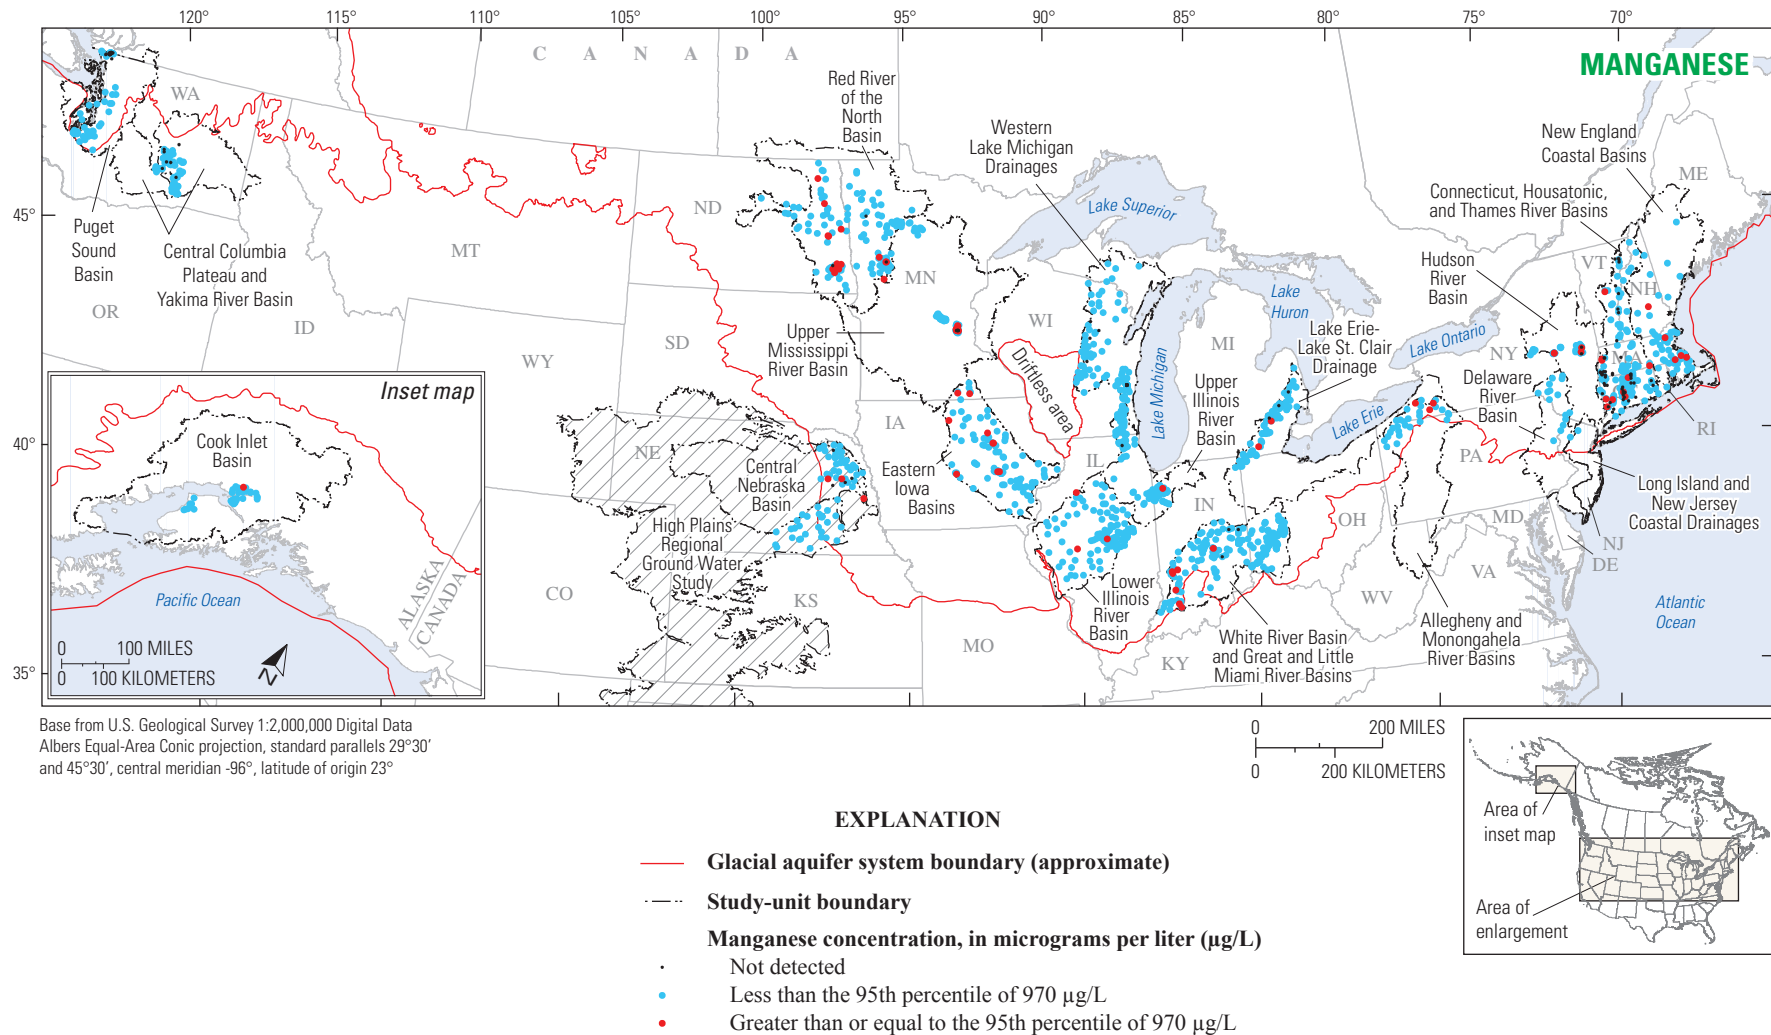 120°
110°
105°
100°
95°
90°
85°
80°
75°
70°
45°
40°
35°
MANGANESE
C A N A D A
WA
OR
ID
MT
WY
ND
SD
NE
CO
KS
MN
IA
MO
WI
IL
MI
IN
OH
KY
WV
VA
PA
NY
VT
NH
ME
MA
RI
NJ
DE
MD
Puget
Sound
Basin
Central Columbia
Plateau and
Yakima River Basin
Red River
of the
North
Basin
Western
Lake Michigan
Drainages
Lake Superior
Lake
Huron
Lake Michigan
Lake Ontario
Lake Erie
Lake Erie-
Lake St. Clair
Drainage
Upper
Mississippi
River Basin
Driftless area
Upper
Illinois
River
Basin
Eastern
Iowa
Basins
Central
Nebraska
Basin
High Plains
Regional
Ground Water
Study
Lower
Illinois
River
Basin
White River Basin
and Great and Little
Miami River Basins
Allegheny and
Monongahela
River Basins
New England
Coastal Basins
Connecticut, Housatonic,
and Thames River Basins
Hudson
River
Basin
Delaware
River
Basin
Long Island and
New Jersey
Coastal Drainages
Atlantic
Ocean
Inset map
Cook Inlet
Basin
Pacific Ocean
ALASKA
CANADA
0 100 MILES
0 100 KILOMETERS
N
Base from U.S. Geological Survey 1:2,000,000 Digital Data
Albers Equal-Area Conic projection, standard parallels 29°30′
and 45°30′, central meridian -96°, latitude of origin 23°
0 200 MILES
0 200 KILOMETERS
Area of
inset map
Area of
enlargement
EXPLANATION
Glacial aquifer system boundary (approximate)
Study-unit boundary
Manganese concentration, in micrograms per liter (µg/L)
Not detected
Less than the 95th percentile of 970 µg/L
Greater than or equal to the 95th percentile of 970 µg/L